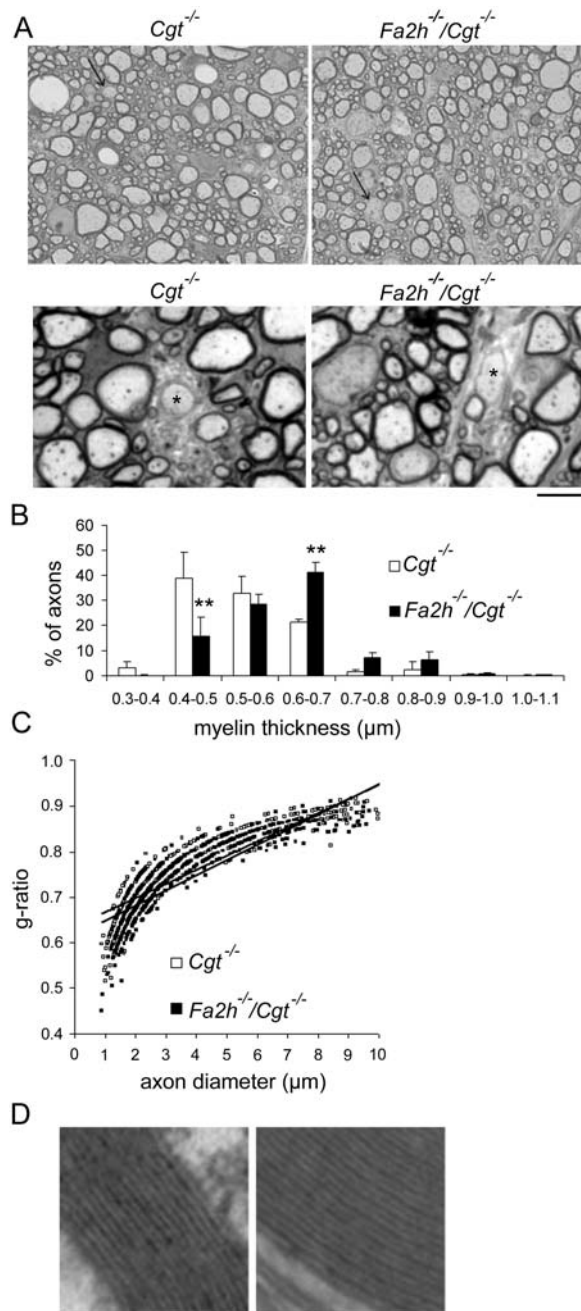 A
Cgt-/-
Fa2h-/-/Cgt-/-
Cgt-/-
Fa2h-/-/Cgt-/-
*
*
B
% of axons
60
50
40
30
20
10
0
**
**
Cgt-/-
Fa2h-/-/Cgt-/-
0.3-0.4 0.4-0.5 0.5-0.6 0.6-0.7 0.7-0.8 0.8-0.9 0.9-1.0 1.0-1.1
myelin thickness (µm)
C
g-ratio
1.0
0.9
0.8
0.7
0.6
0.5
0.4
Cgt-/-
Fa2h-/-/Cgt-/-
0 1 2 3 4 5 6 7 8 9 10
axon diameter (µm)
D